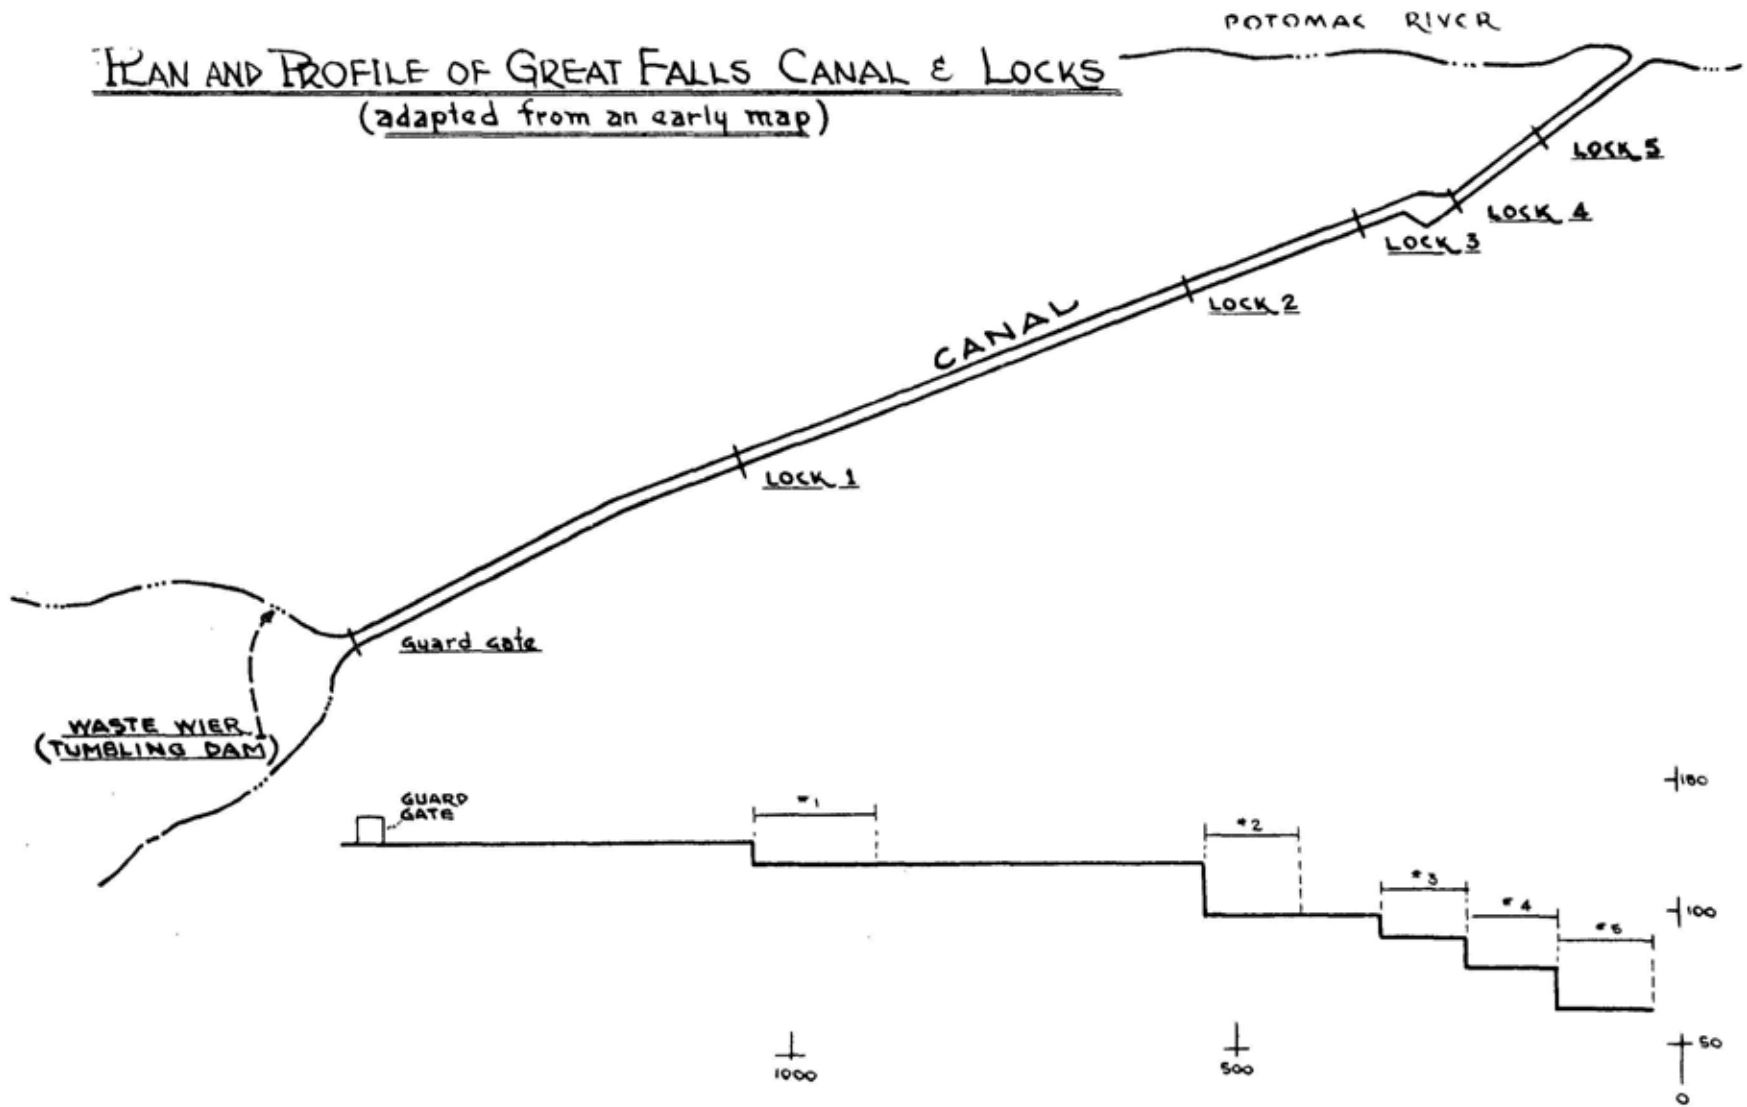 POTOMAC RIVER
PLAN AND PROFILE OF GREAT FALLS CANAL & LOCKS
(adapted from an early map)
LOCK 5
LOCK 4
LOCK 3
LOCK 2
CANAL
LOCK 1
Guard Gate
WASTE WIER
(TUMBLING DAM)
150
GUARD
GATE
#1
#2
#3
#4
100
#5
50
1000
500
0